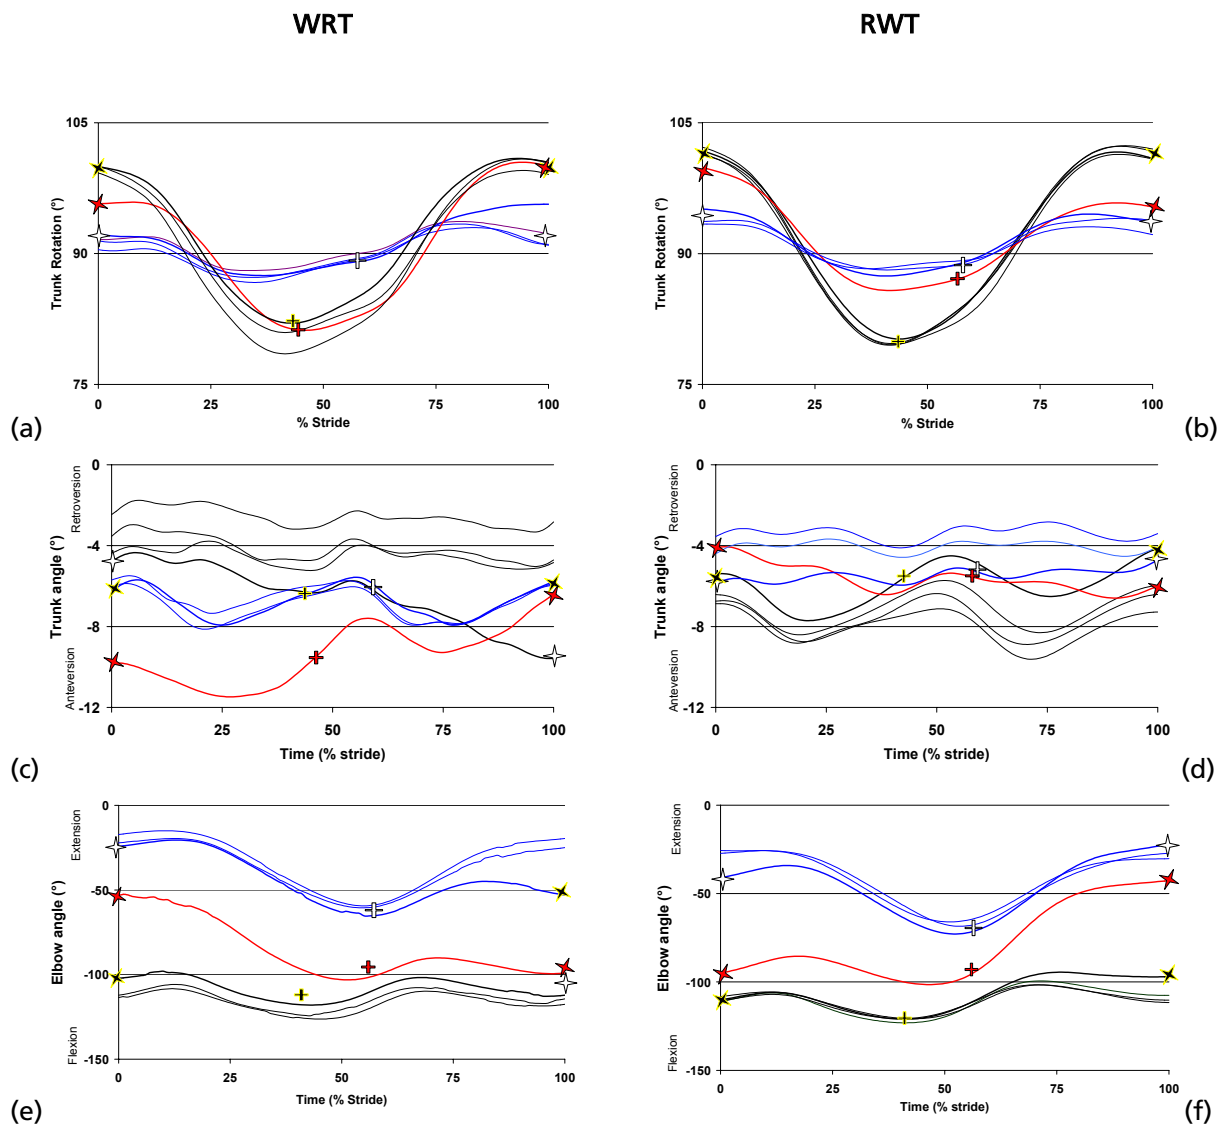 WRT
RWT
105
90
75
Trunk Rotation (°)
0
25
50
75
100
% Stride
(a)
105
90
75
Trunk Rotation (°)
0
25
50
75
100
% Stride
(b)
0
-4
-8
-12
Retroversion
Anteversion
Trunk angle (°)
0
25
50
75
100
Time (% stride)
(c)
0
-4
-8
-12
Retroversion
Anteversion
Trunk angle (°)
0
25
50
75
100
Time (% stride)
(d)
0
-50
-100
-150
Extension
Flexion
Elbow angle (°)
0
25
50
75
100
Time (% Stride)
(e)
0
-50
-100
-150
Extension
Flexion
Elbow angle (°)
0
25
50
75
100
Time (% stride)
(f)